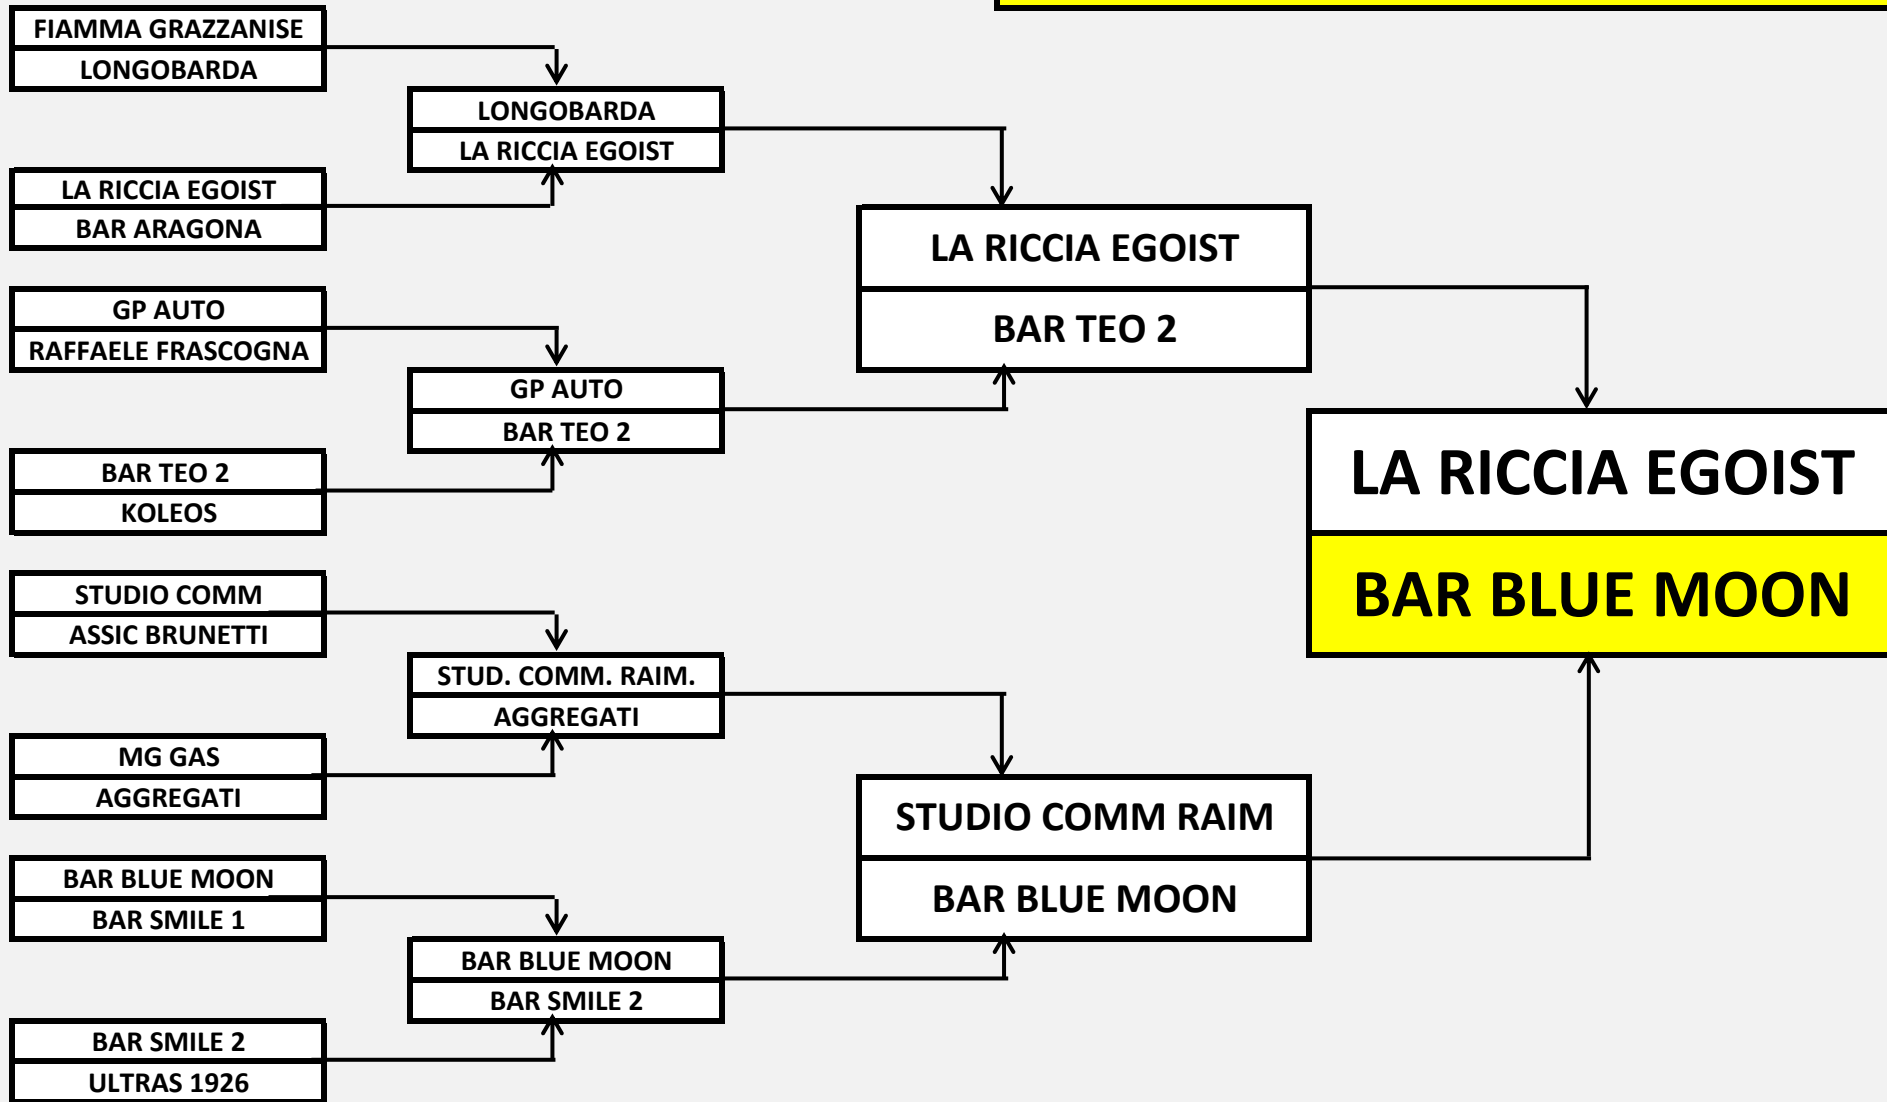 FIAMMA GRAZZANISE
LONGOBARDA
LA RICCIA EGOIST
BAR ARAGONA
GP AUTO
RAFFAELE FRASCOGNA
BAR TEO 2
KOLEOS
STUDIO COMM
ASSIC BRUNETTI
MG GAS
AGGREGATI
BAR BLUE MOON
BAR SMILE 1
BAR SMILE 2
ULTRAS 1926
LONGOBARDA
LA RICCIA EGOIST
GP AUTO
BAR TEO 2
STUD. COMM. RAIM.
AGGREGATI
BAR BLUE MOON
BAR SMILE 2
LA RICCIA EGOIST
BAR TEO 2
STUDIO COMM RAIM
BAR BLUE MOON
LA RICCIA EGOIST
BAR BLUE MOON